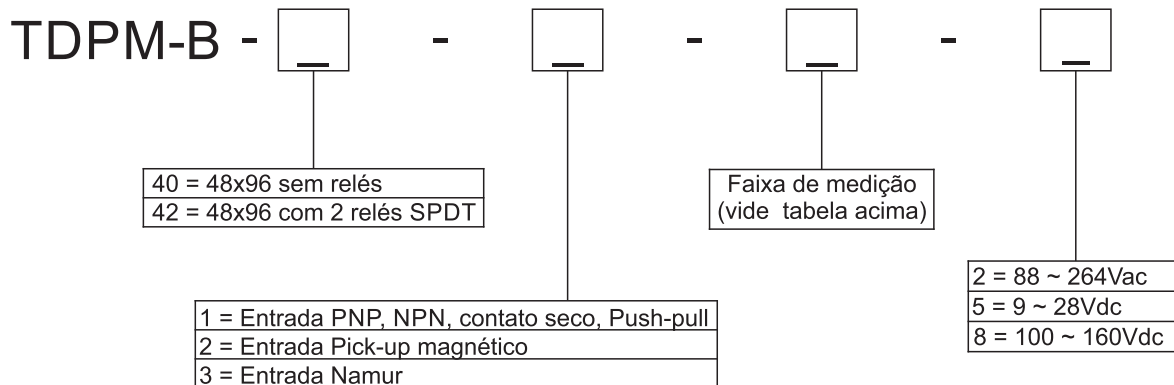 TDPM-B - _ - _ - _ - _
40 = 48x96 sem relés
42 = 48x96 com 2 relés SPDT
Faixa de medição
(vide tabela acima)
2 = 88 ~ 264Vac
5 = 9 ~ 28Vdc
8 = 100 ~ 160Vdc
1 = Entrada PNP, NPN, contato seco, Push-pull
2 = Entrada Pick-up magnético
3 = Entrada Namur